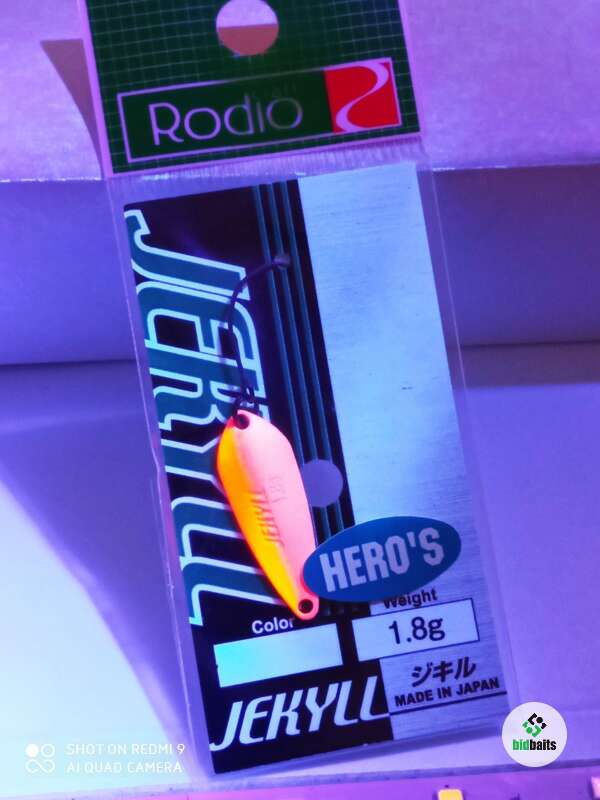 Rodio
JEKYLL
HERO'S
Color
Weight
1.8g
ジキル
MADE IN JAPAN
JEKYLL
SHOT ON REDMI 9
AI QUAD CAMERA
bidbaits